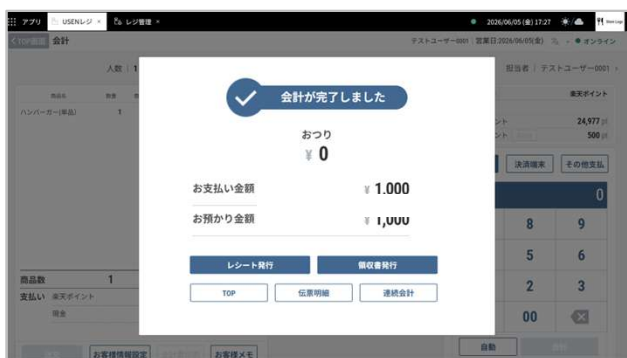 アプリ USENレジ × レジ管理 × 2026/06/05(金) 17:27
<TOP画面 会計 テストユーザー0001 営業日:2026/06/05(金) オンライン
人数 1 担当者 テストユーザー0001
商品名 数量 楽天ポイント
ハンバーガー(単品) 1
会計が完了しました
おつり
¥ 0
お支払い金額 ¥ 1,000
お預かり金額 ¥ 1,000
レシート発行 領収書発行
TOP 伝票明細 連続会計
24,977 pt
500 pt
決済端末 その他支払
0
8 9
5 6
2 3
00
商品数 1
支払い 楽天ポイント
現金
お客様情報設定 お客様メモ
自動